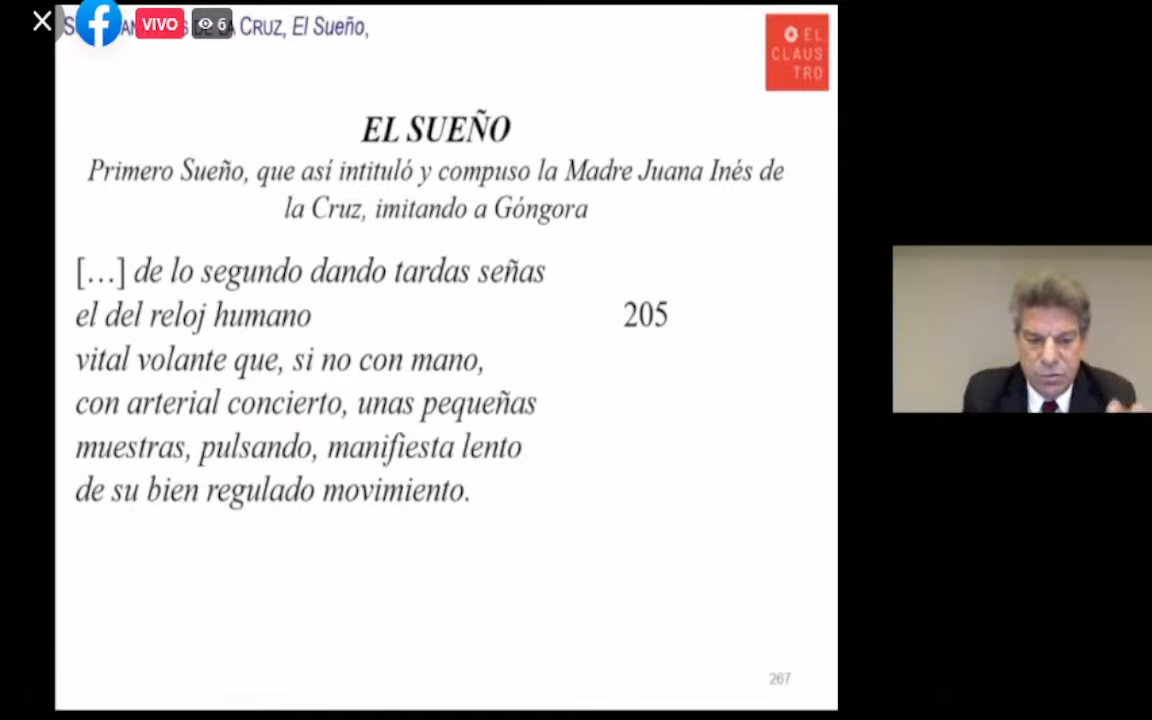 VIVO
6
CRUZ, El Sueño,
EL
CLAUS
TRO
EL SUEÑO
Primero Sueño, que así intituló y compuso la Madre Juana Inés de
la Cruz, imitando a Góngora
[…] de lo segundo dando tardas señas
el del reloj humano 205
vital volante que, si no con mano,
con arterial concierto, unas pequeñas
muestras, pulsando, manifiesta lento
de su bien regulado movimiento.
267